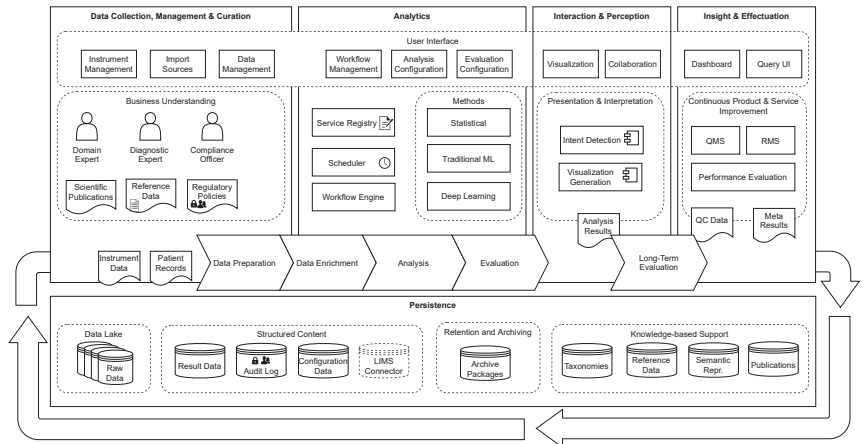 Data Collection, Management & Curation
Analytics
Interaction & Perception
Insight & Effectuation
User Interface
Instrument
Management
Import
Sources
Data
Management
Workflow
Management
Analysis
Configuration
Evaluation
Configuration
Visualization
Collaboration
Dashboard
Query UI
Business Understanding
Domain
Expert
Diagnostic
Expert
Compliance
Officer
Scientific
Publications
Reference
Data
Regulatory
Policies
Service Registry
Scheduler
Workflow Engine
Methods
Statistical
Traditional ML
Deep Learning
Presentation & Interpretation
Intent Detection
Visualization
Generation
Analysis
Results
Continuous Product & Service
Improvement
QMS
RMS
Performance Evaluation
QC Data
Meta
Results
Instrument
Data
Patient
Records
Data Preparation
Data Enrichment
Analysis
Evaluation
Long-Term
Evaluation
Persistence
Data Lake
Raw
Data
Structured Content
Result Data
Audit Log
Configuration
Data
LIMS
Connector
Retention and Archiving
Archive
Packages
Knowledge-based Support
Taxonomies
Reference
Data
Semantic
Repr.
Publications